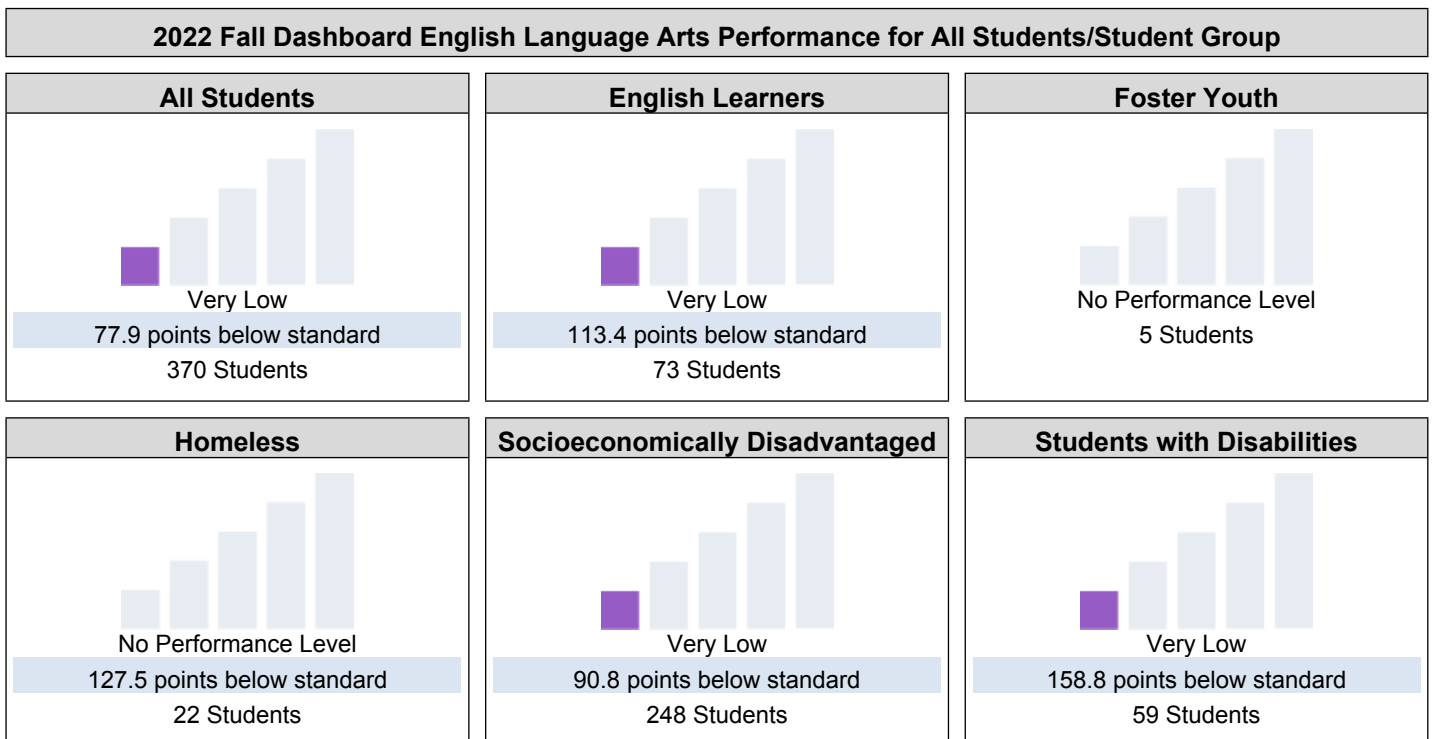 2022 Fall Dashboard English Language Arts Performance for All Students/Student Group
All Students
Very Low
77.9 points below standard
370 Students
English Learners
Very Low
113.4 points below standard
73 Students
Foster Youth
No Performance Level
5 Students
Homeless
No Performance Level
127.5 points below standard
22 Students
Socioeconomically Disadvantaged
Very Low
90.8 points below standard
248 Students
Students with Disabilities
Very Low
158.8 points below standard
59 Students